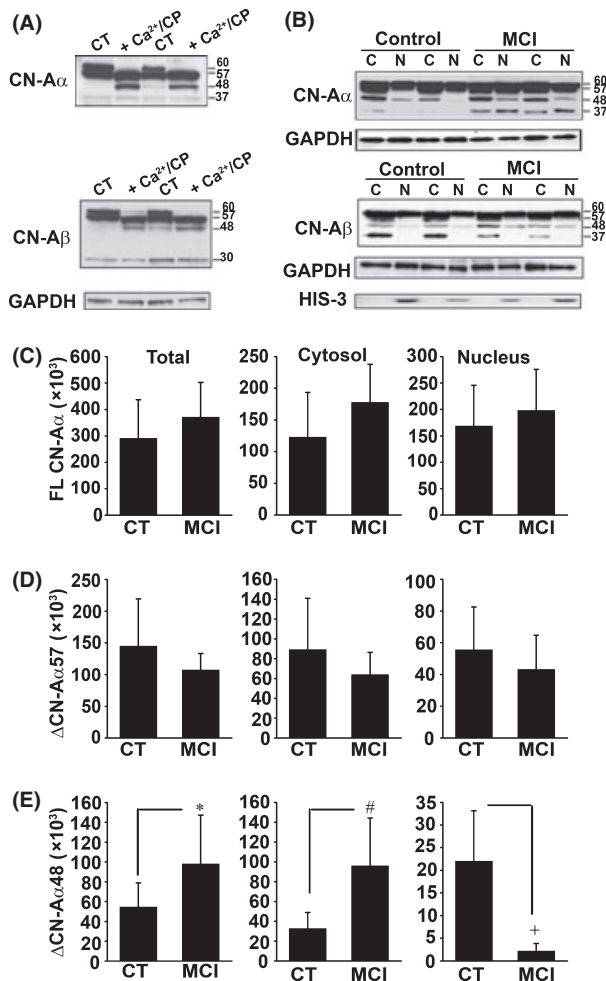 (A)
CT + Ca²⁺/CP CT + Ca²⁺/CP
CN-Aα
60
57
48
37
CT + Ca²⁺/CP CT + Ca²⁺/CP
CN-Aβ
60
57
48
30
GAPDH
(B)
Control MCI
C N C N C N C N
CN-Aα
60
57
48
37
GAPDH
Control MCI
C N C N C N C N
CN-Aβ
60
57
48
37
GAPDH
HIS-3
(C)
FL CN-Aα (×10³)
Total
600
500
400
300
200
100
0
CT MCI
Cytosol
250
200
150
100
50
0
CT MCI
Nucleus
300
250
200
150
100
50
0
CT MCI
(D)
ΔCN-Aα57 (×10³)
250
200
150
100
50
0
CT MCI
160
140
120
100
80
60
40
20
0
CT MCI
100
80
60
40
20
0
CT MCI
(E)
ΔCN-Aα48 (×10³)
160
140
120
100
80
60
40
20
0
*
CT MCI
160
140
120
100
80
60
40
20
0
#
CT MCI
35
30
25
20
15
10
5
0
+
CT MCI